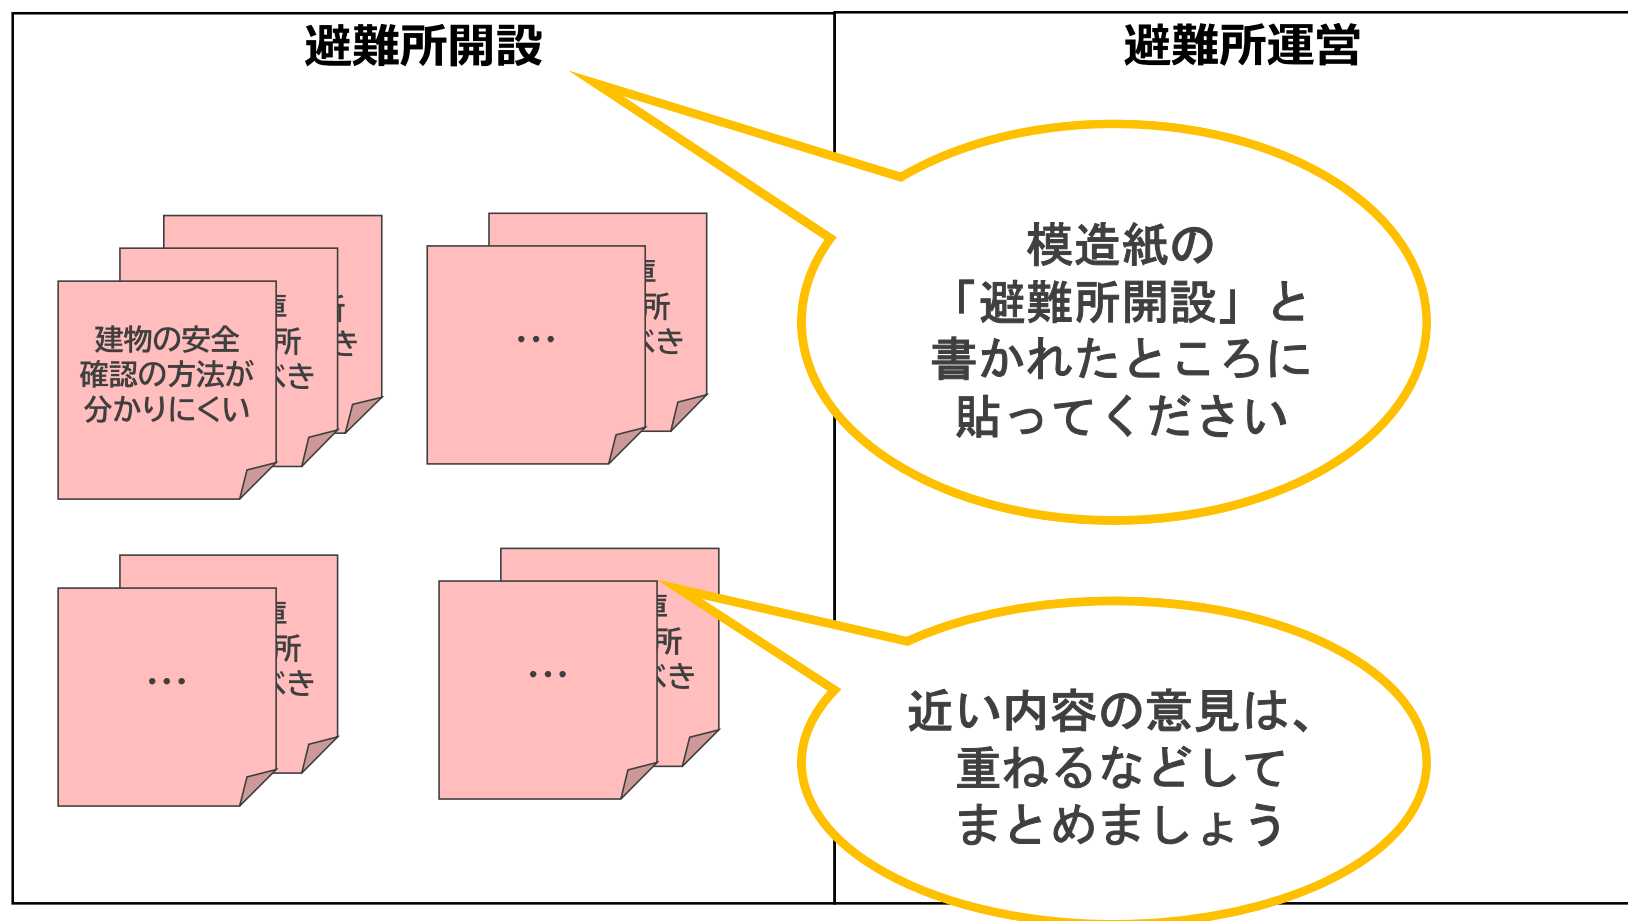 避難所開設
避難所運営
建物の安全
確認の方法が
分かりにくい
…
…
…
模造紙の
「避難所開設」と
書かれたところに
貼ってください
近い内容の意見は、
重ねるなどして
まとめましょう